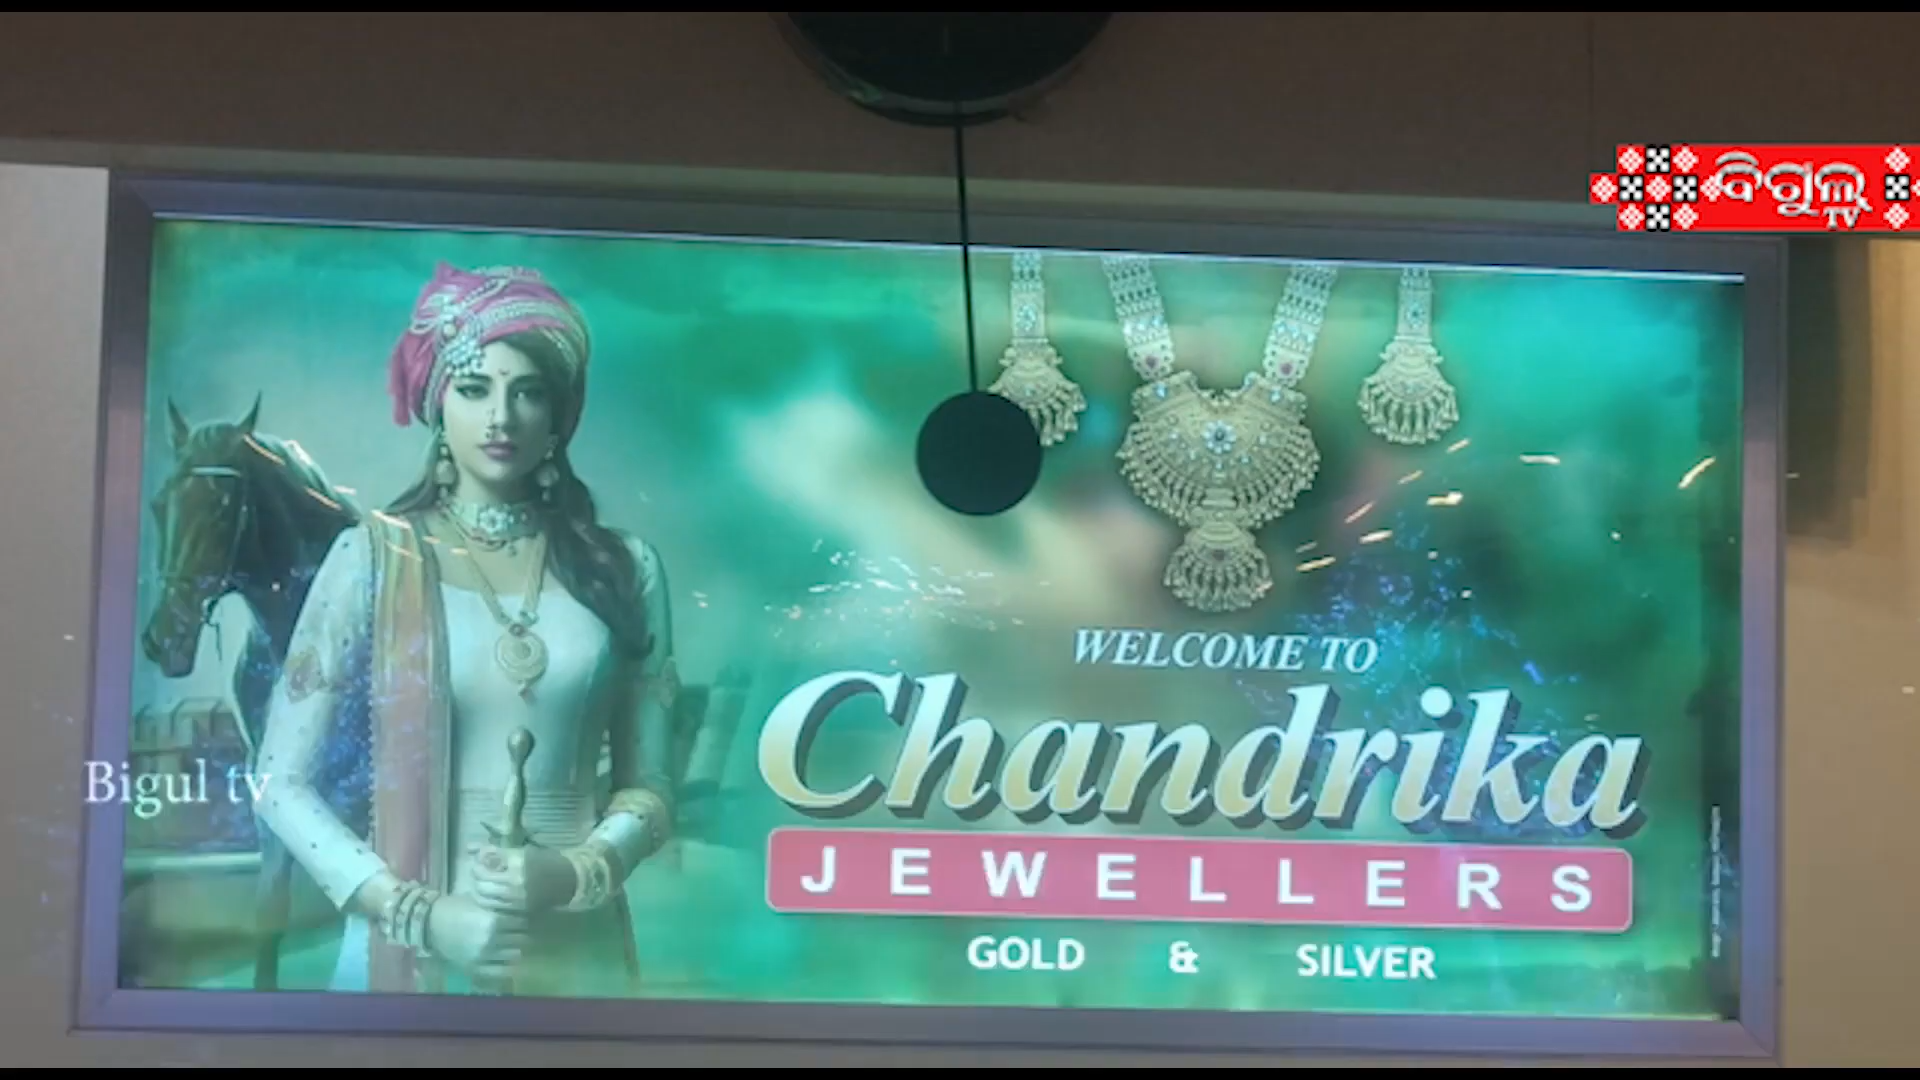 ବିଗୁଲ୍
TV
WELCOME TO
Chandrika
JEWELLERS
GOLD & SILVER
Bigul tv